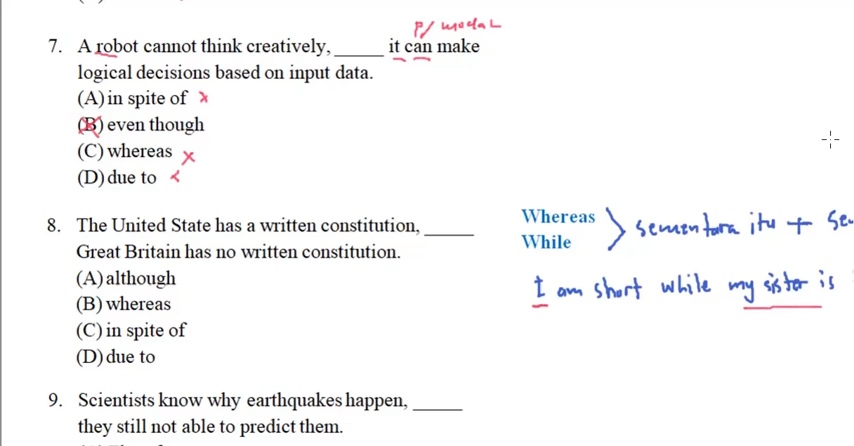 P/ modal
7. A robot cannot think creatively, _____ it can make
logical decisions based on input data.
(A) in spite of x
(B) even though
(C) whereas x
(D) due to x
8. The United State has a written constitution, _____
Great Britain has no written constitution.
(A) although
(B) whereas
(C) in spite of
(D) due to
Whereas
While
sementara itu +
I am short while my sister is
9. Scientists know why earthquakes happen, _____
they still not able to predict them.